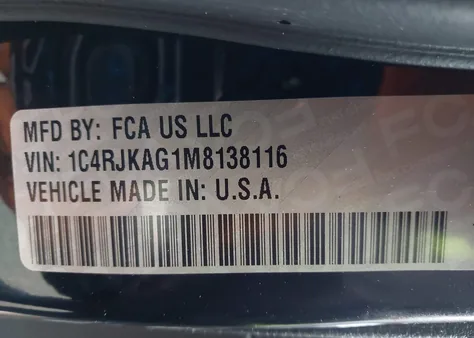 MFD BY: FCA US LLC
VIN: 1C4RJKAG1M8138116
VEHICLE MADE IN: U.S.A.